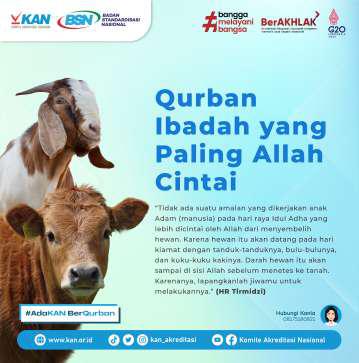 KAN
BSN
BADAN
STANDARDISASI
NASIONAL
#bangga
melayani
bangsa
BerAKHLAK
G20
Qurban
Ibadah yang
Paling Allah
Cintai
"Tidak ada suatu amalan yang dikerjakan anak
Adam (manusia) pada hari raya Idul Adha yang
lebih dicintai oleh Allah dari menyembelih
hewan. Karena hewan itu akan datang pada hari
kiamat dengan tanduk-tanduknya, bulu-bulunya,
dan kuku-kuku kakinya. Darah hewan itu akan
sampai di sisi Allah sebelum menetes ke tanah.
Karenanya, lapangkanlah jiwamu untuk
melakukannya." (HR Tirmidzi)
#AdaKAN BerQurban
Hubungi Kania
www.kan.or.id
kan_akreditasi
Komite Akreditasi Nasional